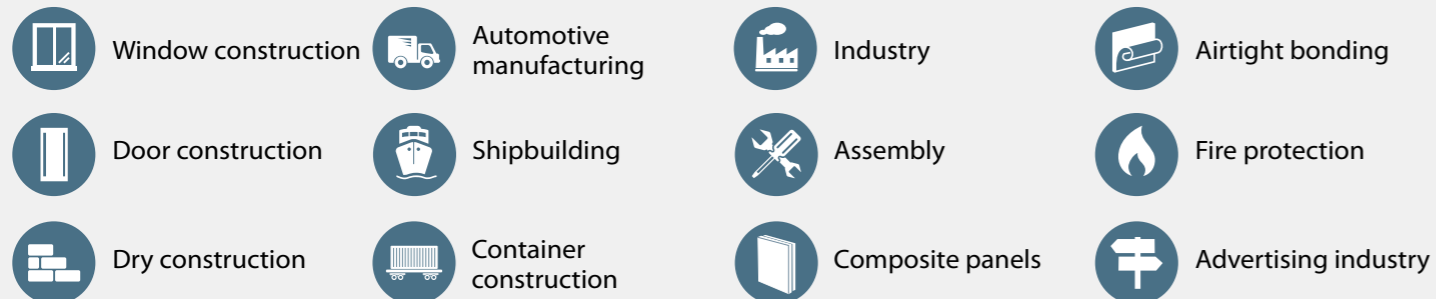 Window construction
Automotive
manufacturing
Industry
Airtight bonding
Door construction
Shipbuilding
Assembly
Fire protection
Dry construction
Container
construction
Composite panels
Advertising industry